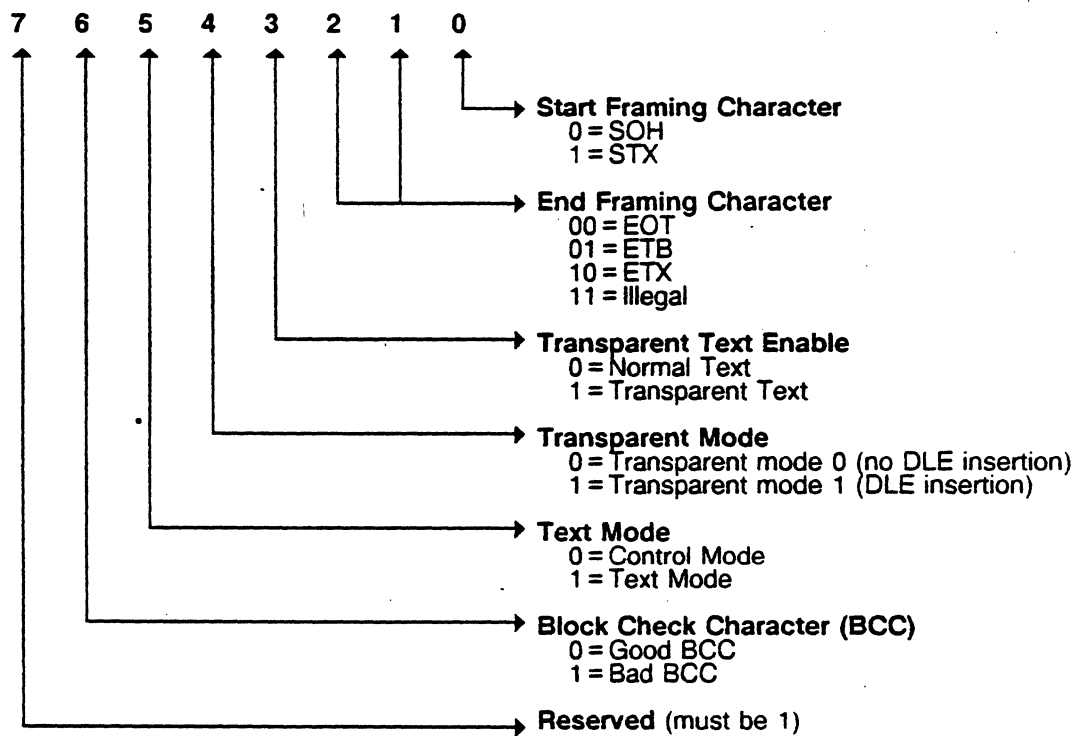 7 6 5 4 3 2 1 0
Start Framing Character
0 = SOH
1 = STX
End Framing Character
00 = EOT
01 = ETB
10 = ETX
11 = Illegal
Transparent Text Enable
0 = Normal Text
1 = Transparent Text
Transparent Mode
0 = Transparent mode 0 (no DLE insertion)
1 = Transparent mode 1 (DLE insertion)
Text Mode
0 = Control Mode
1 = Text Mode
Block Check Character (BCC)
0 = Good BCC
1 = Bad BCC
Reserved (must be 1)